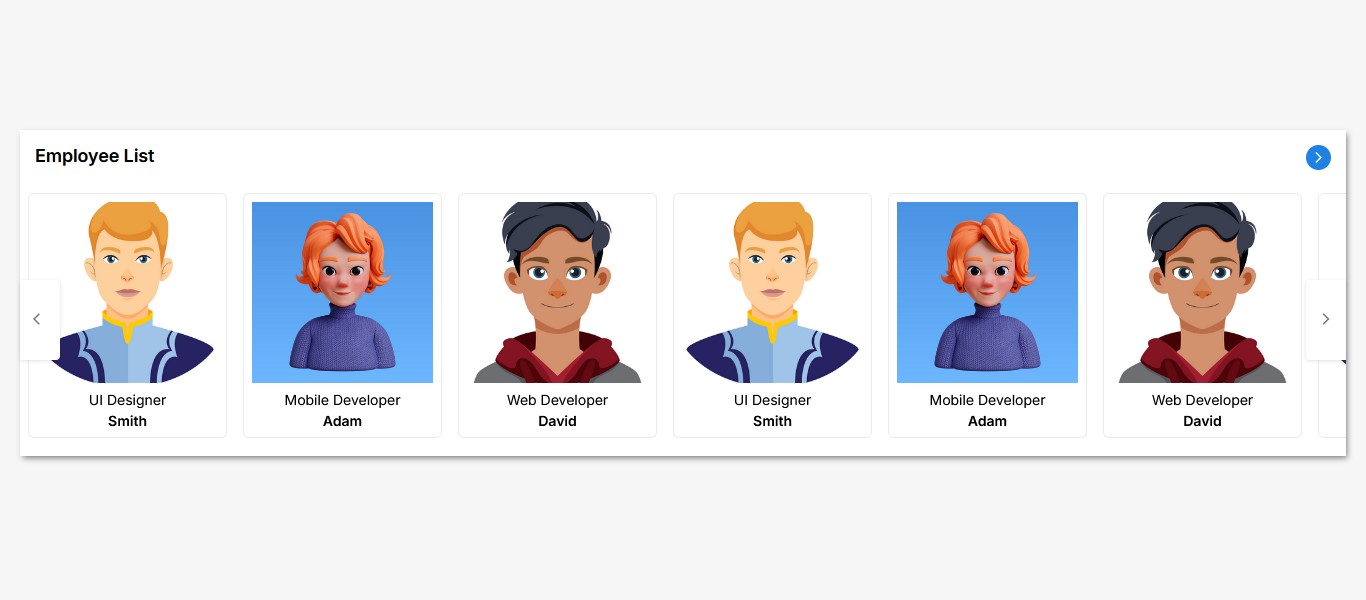 Employee List
UI Designer
Smith
Mobile Developer
Adam
Web Developer
David
UI Designer
Smith
Mobile Developer
Adam
Web Developer
David